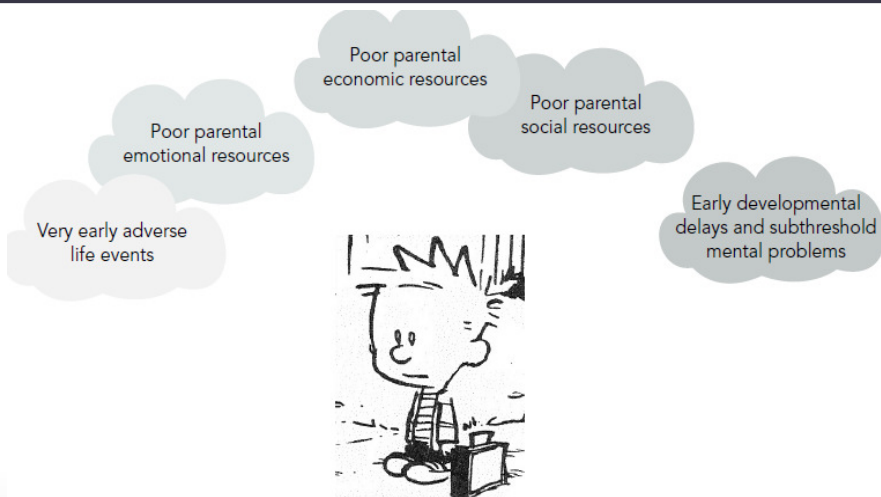 Poor parental
economic resources
Poor parental
social resources
Poor parental
emotional resources
Very early adverse
life events
Early developmental
delays and subthreshold
mental problems